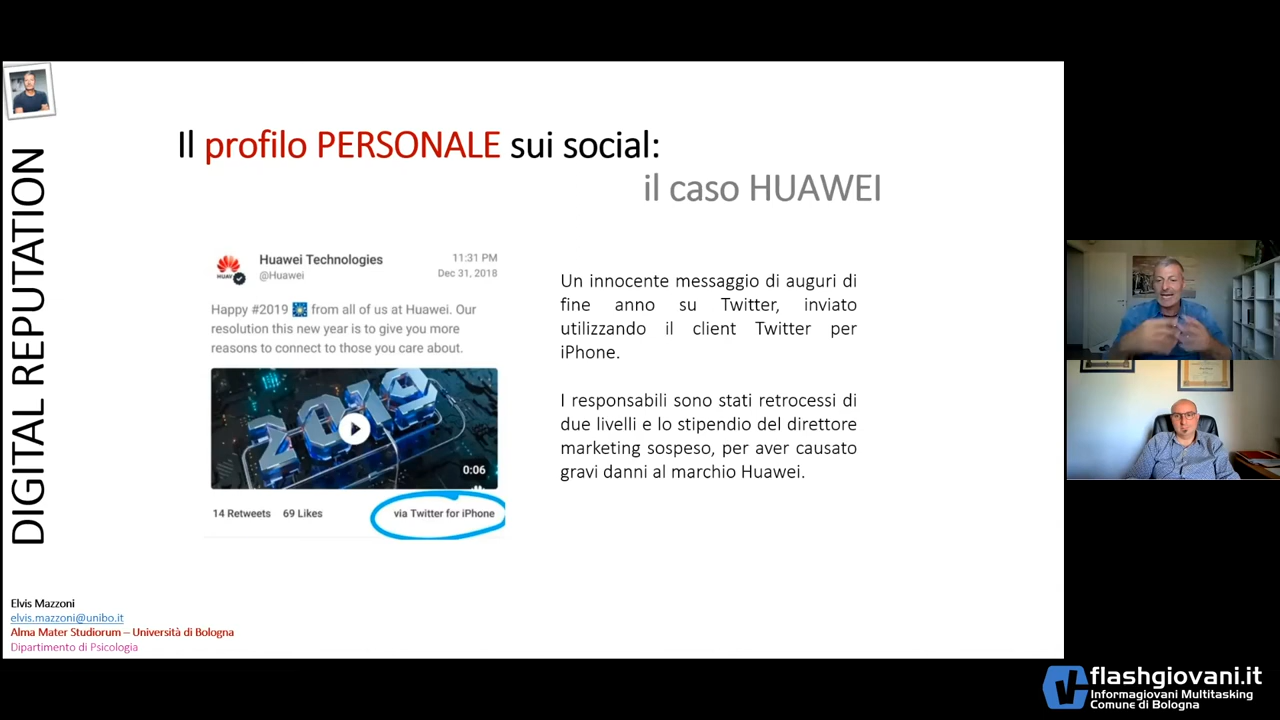 DIGITAL REPUTATION
Il profilo PERSONALE sui social:
il caso HUAWEI
HUAW
Huawei Technologies
@Huawei
11:31 PM
Dec 31, 2018
Happy #2019 from all of us at Huawei. Our
resolution this new year is to give you more
reasons to connect to those you care about.
2019
0:06
14 Retweets 69 Likes via Twitter for iPhone
Un innocente messaggio di auguri di
fine anno su Twitter, inviato
utilizzando il client Twitter per
iPhone.
I responsabili sono stati retrocessi di
due livelli e lo stipendio del direttore
marketing sospeso, per aver causato
gravi danni al marchio Huawei.
Elvis Mazzoni
elvis.mazzoni@unibo.it
Alma Mater Studiorum – Università di Bologna
Dipartimento di Psicologia
flashgiovani.it
Informagiovani Multitasking
Comune di Bologna